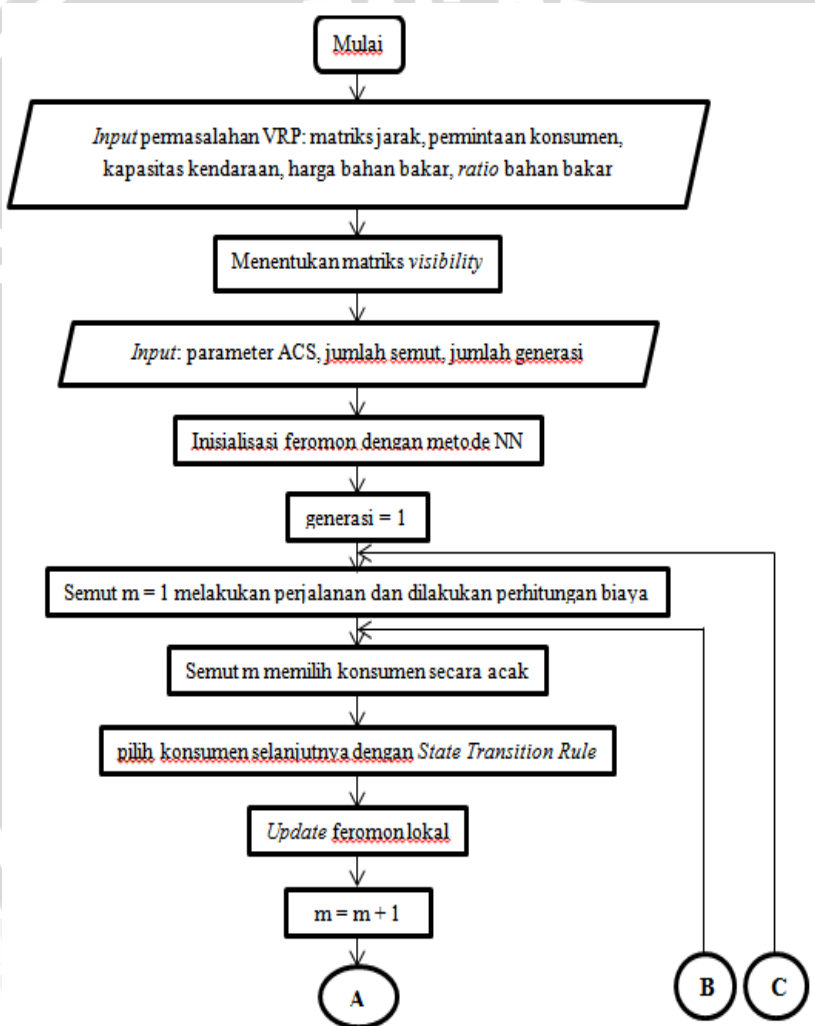 Mulai
Input permasalahan VRP: matriks jarak, permintaan konsumen,
kapasitas kendaraan, harga bahan bakar, ratio bahan bakar
Menentukan matriks visibility
Input: parameter ACS, jumlah semut, jumlah generasi
Inisialisasi feromon dengan metode NN
generasi = 1
Semut m = 1 melakukan perjalanan dan dilakukan perhitungan biaya
Semut m memilih konsumen secara acak
pilih konsumen selanjutnya dengan State Transition Rule
Update feromon lokal
m = m + 1
A
B
C